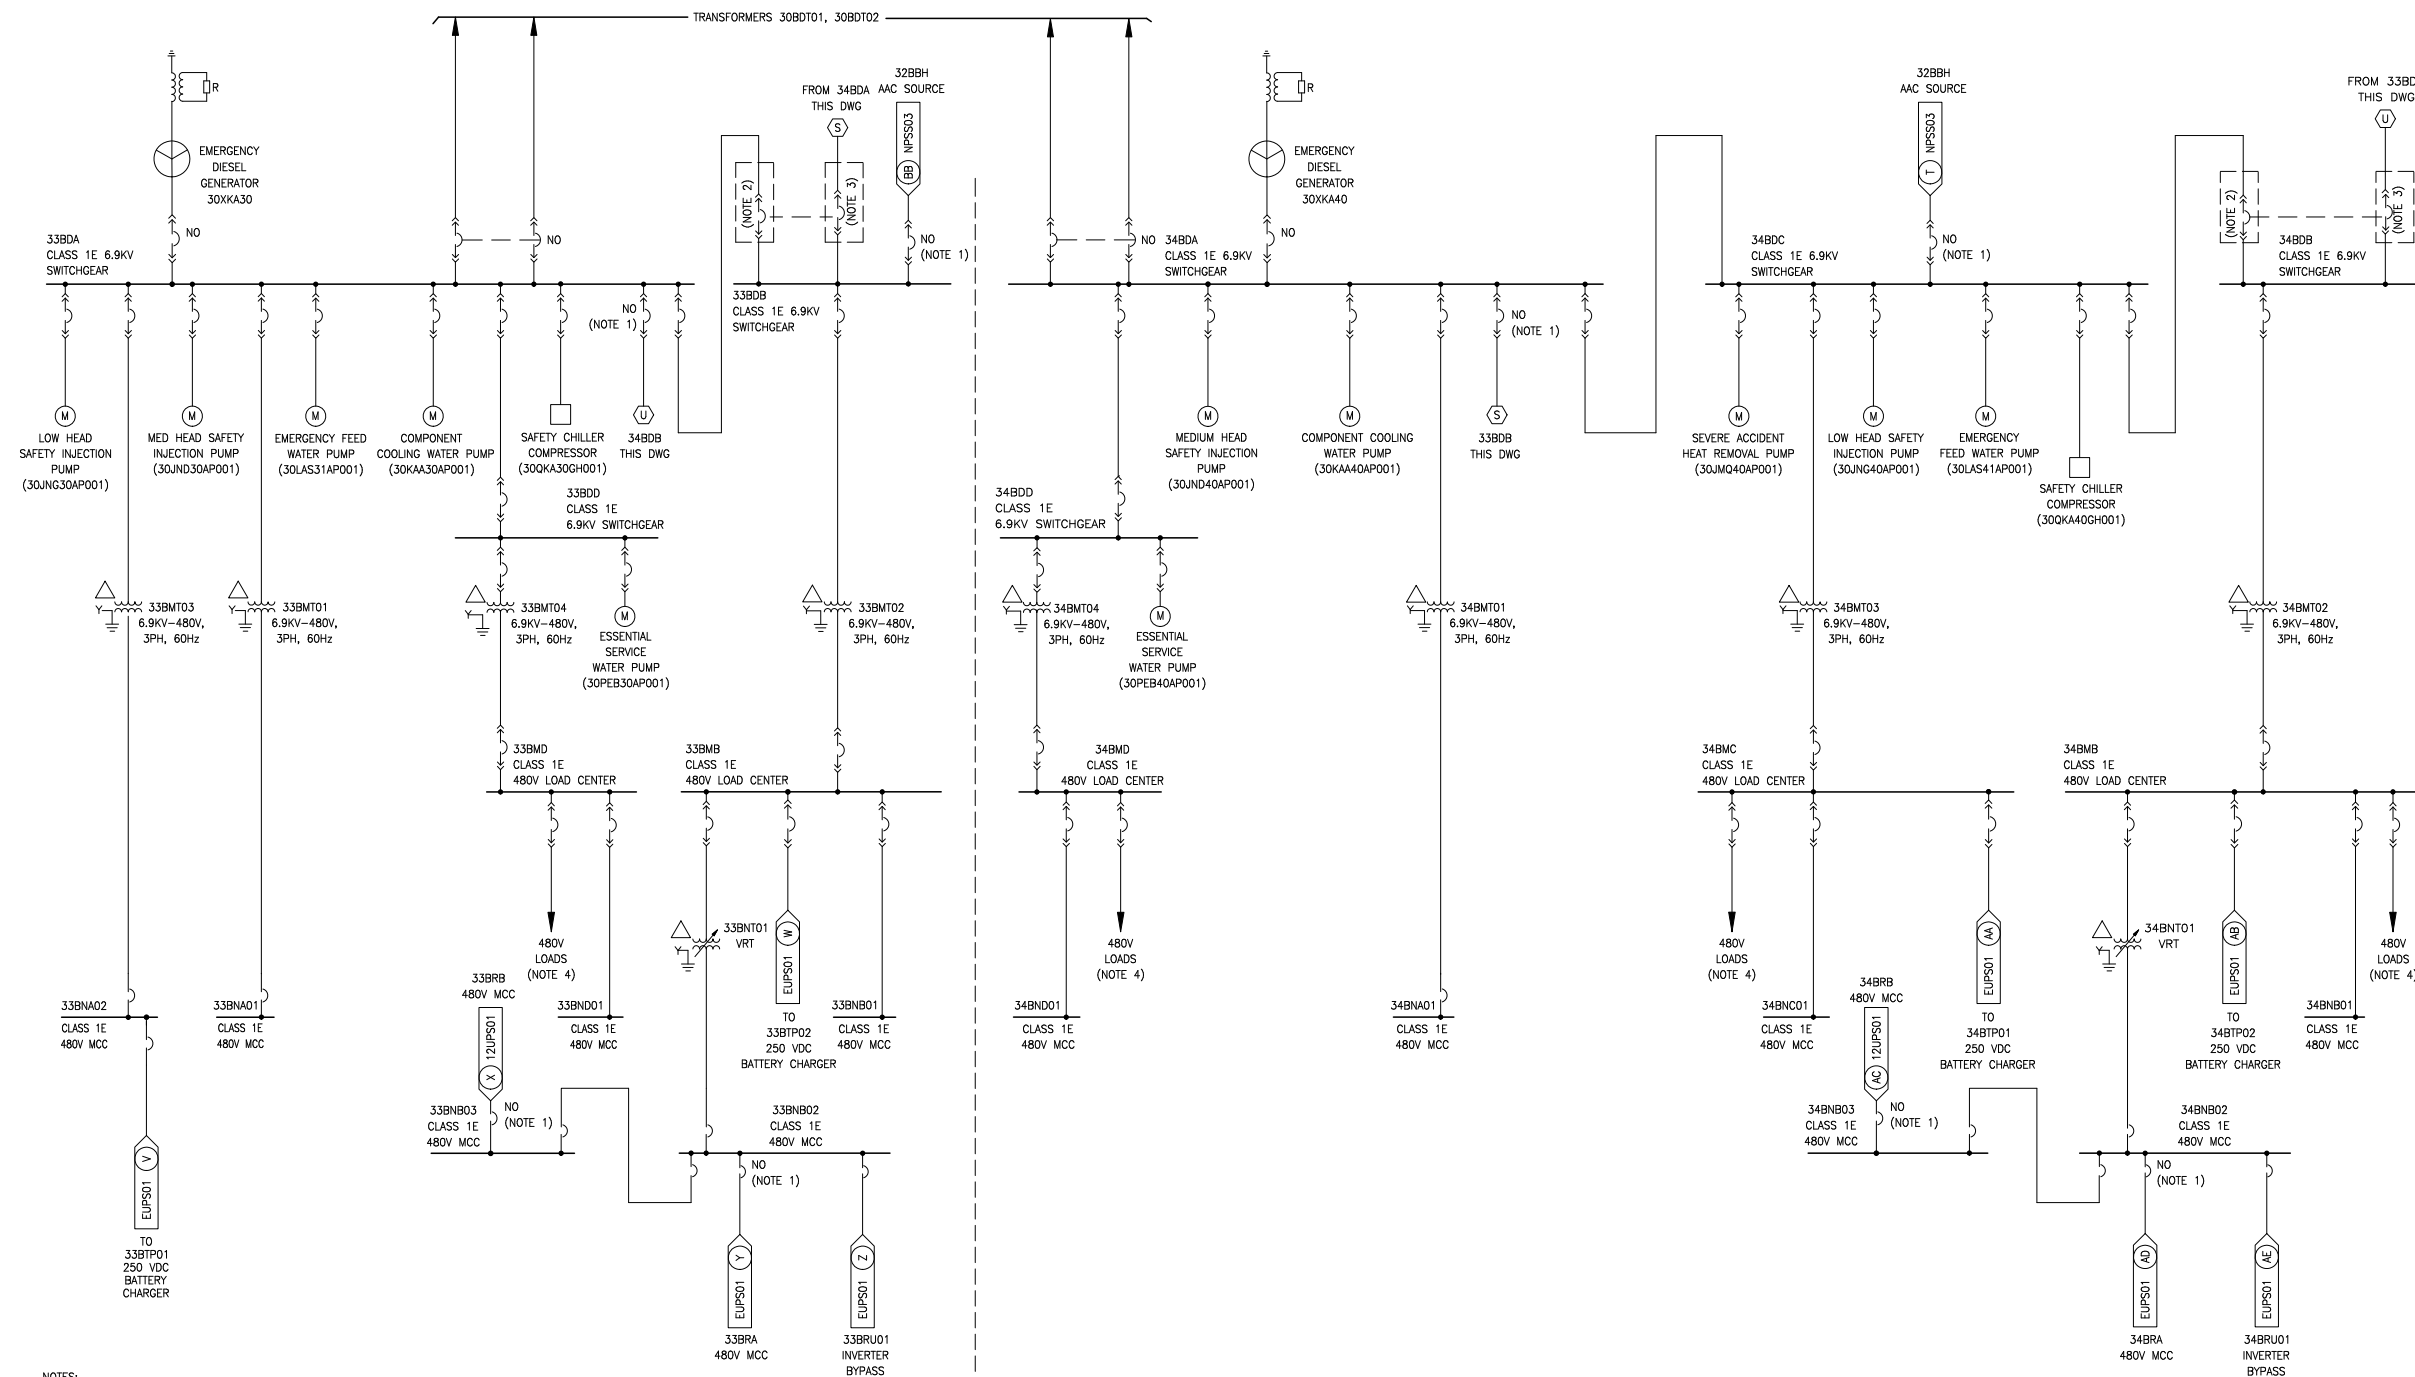 TRANSFORMERS 30BDT01, 30BDT02
R
EMERGENCY
DIESEL
GENERATOR
30XKA30
NO
33BDA
CLASS 1E 6.9KV
SWITCHGEAR
NO
FROM 34BDA
THIS DWG
S
32BBH
AAC SOURCE
NPSS03
BB
(NOTE 2)
(NOTE 3)
NO
(NOTE 1)
33BDB
CLASS 1E 6.9KV
SWITCHGEAR
NO
(NOTE 1)
M
LOW HEAD
SAFETY INJECTION
PUMP
(30JNG30AP001)
M
MED HEAD SAFETY
INJECTION PUMP
(30JND30AP001)
M
EMERGENCY FEED
WATER PUMP
(30LAS31AP001)
M
COMPONENT
COOLING WATER PUMP
(30KAA30AP001)
SAFETY CHILLER
COMPRESSOR
(30QKA30GH001)
U
34BDB
THIS DWG
33BDD
CLASS 1E
6.9KV SWITCHGEAR
Y
33BMT03
6.9KV-480V,
3PH, 60Hz
Y
33BMT01
6.9KV-480V,
3PH, 60Hz
Y
33BMT04
6.9KV-480V,
3PH, 60Hz
M
ESSENTIAL
SERVICE
WATER PUMP
(30PEB30AP001)
Y
33BMT02
6.9KV-480V,
3PH, 60Hz
33BMD
CLASS 1E
480V LOAD CENTER
33BMB
CLASS 1E
480V LOAD CENTER
480V
LOADS
(NOTE 4)
Y
33BNT01
VRT
W
EUPS01
TO
33BTP02
250 VDC
BATTERY CHARGER
33BNA02
CLASS 1E
480V MCC
33BNA01
CLASS 1E
480V MCC
33BND01
CLASS 1E
480V MCC
33BNB01
CLASS 1E
480V MCC
33BRB
480V MCC
12UPS01
X
33BNB03
CLASS 1E
480V MCC
NO
(NOTE 1)
33BNB02
CLASS 1E
480V MCC
NO
(NOTE 1)
V
EUPS01
TO
33BTP01
250 VDC
BATTERY
CHARGER
Y
EUPS01
33BRA
480V MCC
Z
EUPS01
33BRU01
INVERTER
BYPASS
NOTES:
R
EMERGENCY
DIESEL
GENERATOR
30XKA40
NO
NO
34BDA
CLASS 1E 6.9KV
SWITCHGEAR
32BBH
AAC SOURCE
NPSS03
T
NO
(NOTE 1)
34BDC
CLASS 1E 6.9KV
SWITCHGEAR
FROM 33BD
THIS DWG
U
(NOTE 2)
(NOTE 3)
34BDB
CLASS 1E 6.9KV
SWITCHGEAR
NO
(NOTE 1)
M
MEDIUM HEAD
SAFETY INJECTION
PUMP
(30JND40AP001)
M
COMPONENT COOLING
WATER PUMP
(30KAA40AP001)
S
33BDB
THIS DWG
M
SEVERE ACCIDENT
HEAT REMOVAL PUMP
(30JMQ40AP001)
M
LOW HEAD SAFETY
INJECTION PUMP
(30JNG40AP001)
M
EMERGENCY
FEED WATER PUMP
(30LAS41AP001)
SAFETY CHILLER
COMPRESSOR
(30QKA40GH001)
34BDD
CLASS 1E
6.9KV SWITCHGEAR
Y
34BMT04
6.9KV-480V,
3PH, 60Hz
M
ESSENTIAL
SERVICE
WATER PUMP
(30PEB40AP001)
Y
34BMT01
6.9KV-480V,
3PH, 60Hz
Y
34BMT03
6.9KV-480V,
3PH, 60Hz
Y
34BMT02
6.9KV-480V,
3PH, 60Hz
34BMD
CLASS 1E
480V LOAD CENTER
34BMC
CLASS 1E
480V LOAD CENTER
34BMB
CLASS 1E
480V LOAD CENTER
480V
LOADS
(NOTE 4)
480V
LOADS
(NOTE 4)
AA
EUPS01
TO
34BTP01
250 VDC
BATTERY CHARGER
Y
34BNT01
VRT
AB
EUPS01
TO
34BTP02
250 VDC
BATTERY CHARGER
480V
LOADS
(NOTE 4)
34BND01
CLASS 1E
480V MCC
34BNA01
CLASS 1E
480V MCC
34BNC01
CLASS 1E
480V MCC
34BNB01
CLASS 1E
480V MCC
34BRB
480V MCC
12UPS01
AC
34BNB03
CLASS 1E
480V MCC
NO
(NOTE 1)
34BNB02
CLASS 1E
480V MCC
NO
(NOTE 1)
AD
EUPS01
34BRA
480V MCC
AE
EUPS01
34BRU01
INVERTER
BYPASS